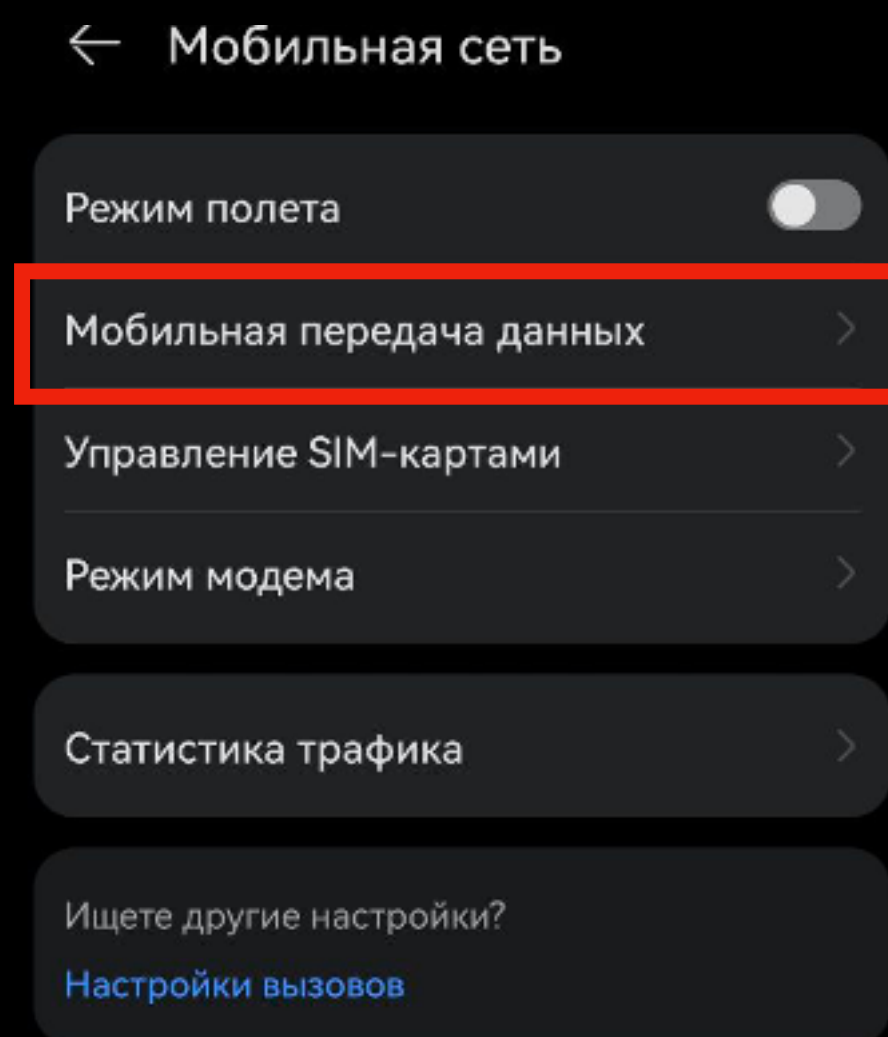 Мобильная сеть
Режим полета
Мобильная передача данных
Управление SIM-картами
Режим модема
Статистика трафика
Ищете другие настройки?
Настройки вызовов